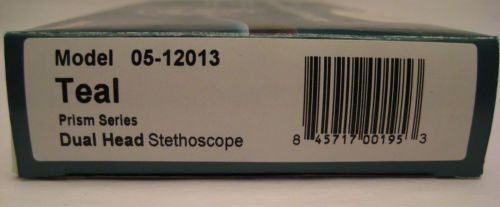 Model 05-12013
Teal
Prism Series
Dual Head Stethoscope
8 45717 00195 3